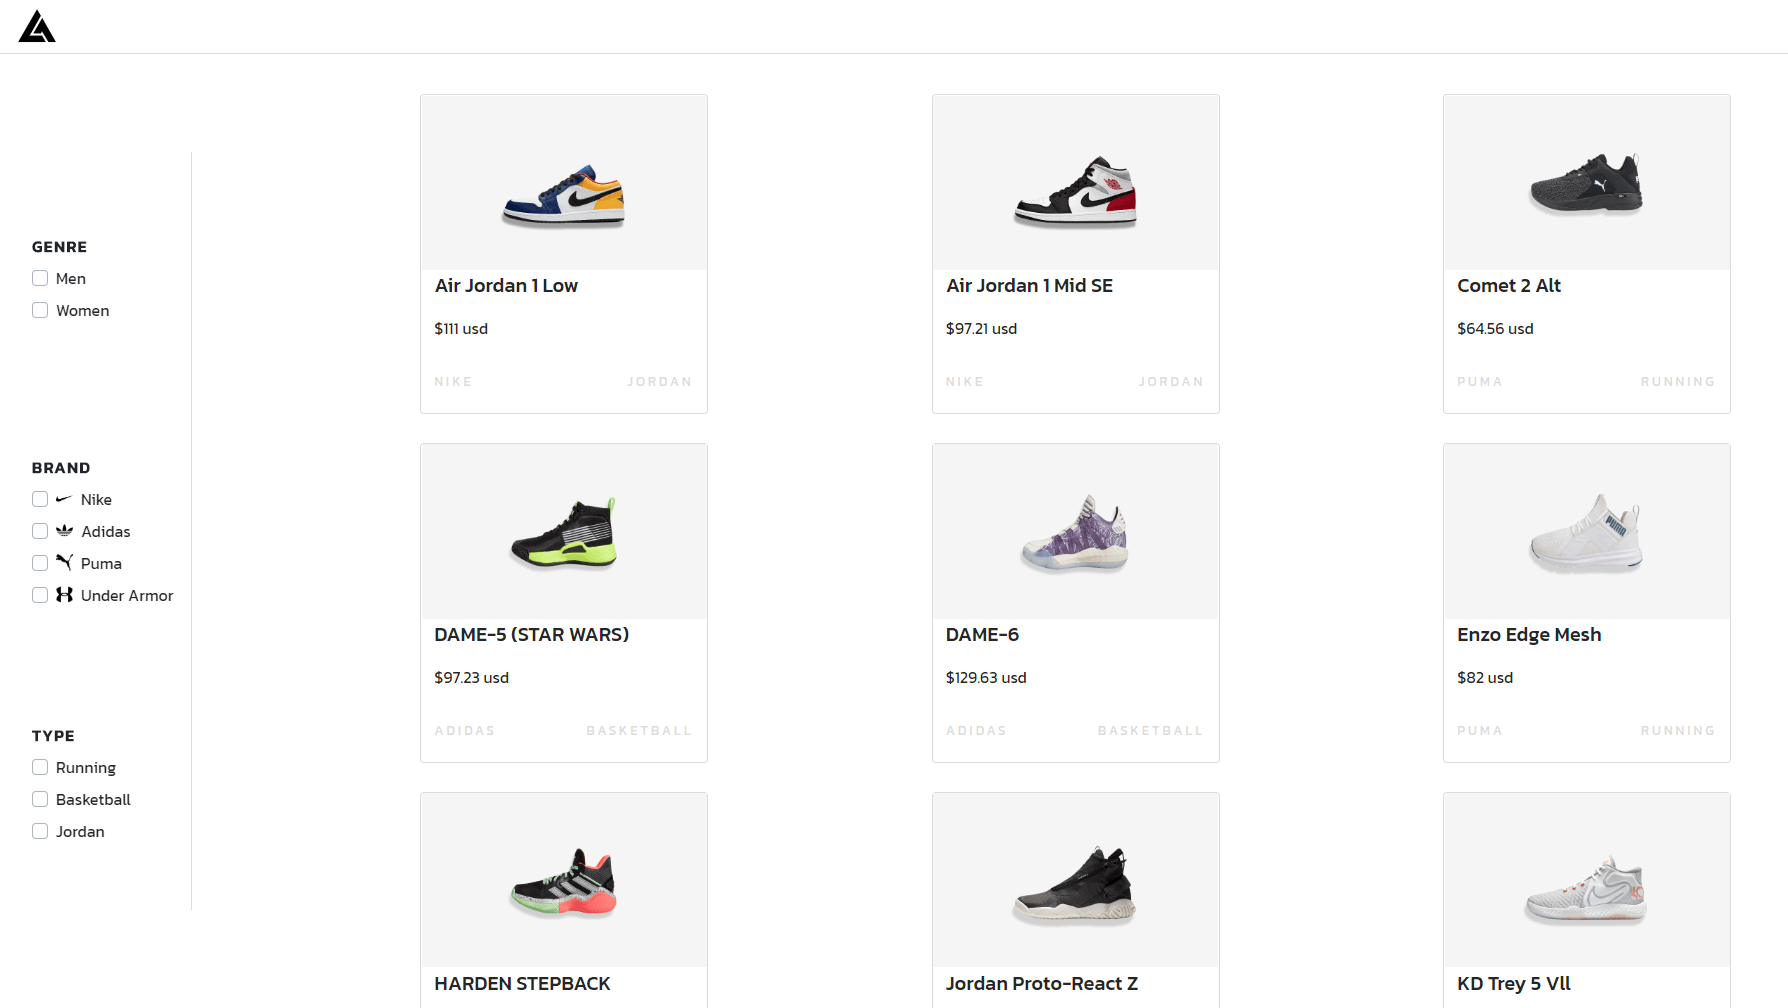 GENRE
Men
Women
BRAND
Nike
Adidas
Puma
Under Armor
TYPE
Running
Basketball
Jordan
Air Jordan 1 Low
$111 usd
NIKE JORDAN
Air Jordan 1 Mid SE
$97.21 usd
NIKE JORDAN
Comet 2 Alt
$64.56 usd
PUMA RUNNING
DAME-5 (STAR WARS)
$97.23 usd
ADIDAS BASKETBALL
DAME-6
$129.63 usd
ADIDAS BASKETBALL
PUMA
Enzo Edge Mesh
$82 usd
PUMA RUNNING
HARDEN STEPBACK
Jordan Proto-React Z
KD Trey 5 Vll